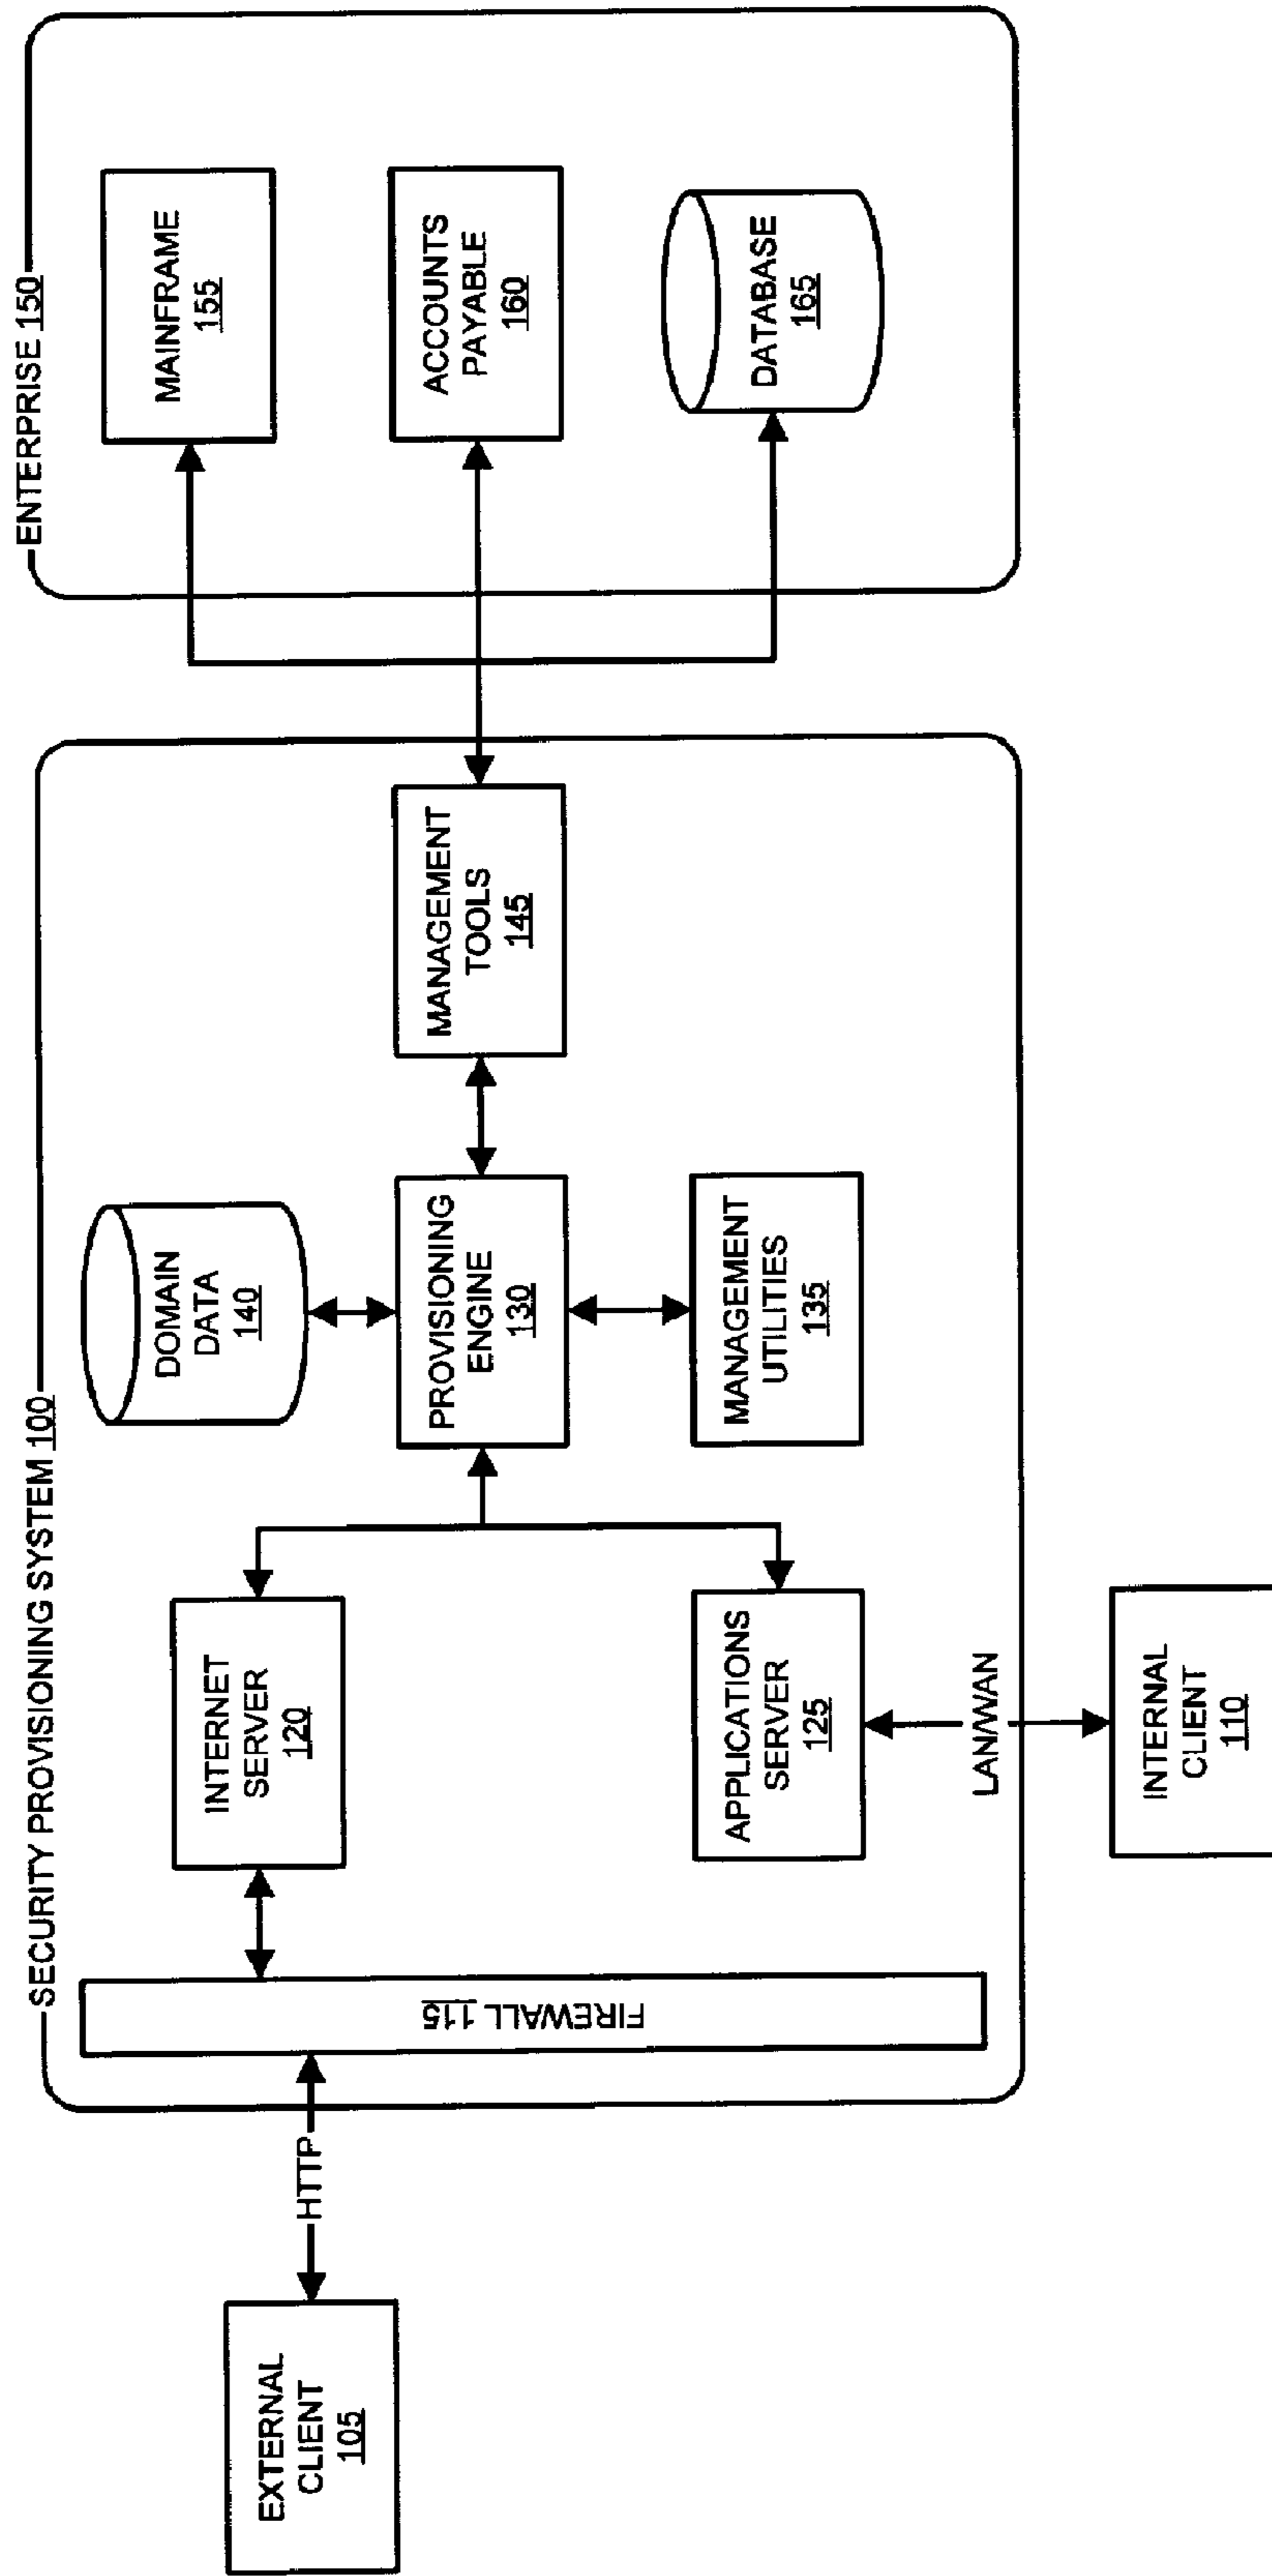 SECURITY PROVISIONING SYSTEM 100
ENTERPRISE 150
EXTERNAL
CLIENT
105
HTTP
FIREWALL 115
INTERNET
SERVER
120
APPLICATIONS
SERVER
125
LAN/WAN
INTERNAL
CLIENT
110
DOMAIN
DATA
140
PROVISIONING
ENGINE
130
MANAGEMENT
UTILITIES
135
MANAGEMENT
TOOLS
145
MAINFRAME
155
ACCOUNTS
PAYABLE
160
DATABASE
165